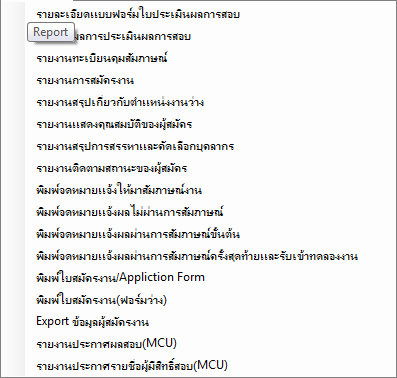 รายละเอียดแบบฟอร์มใบประเมินผลการสอบ
Report
ผลการประเมินผลการสอบ
รายงานทะเบียนคุมสัมภาษณ์
รายงานการสมัครงาน
รายงานสรุปเกี่ยวกับตำแหน่งงานว่าง
รายงานแสดงคุณสมบัติของผู้สมัคร
รายงานสรุปการสรรหาและคัดเลือกบุคลากร
รายงานติดตามสถานะของผู้สมัคร
พิมพ์จดหมายแจ้งให้มาสัมภาษณ์งาน
พิมพ์จดหมายแจ้งผลไม่ผ่านการสัมภาษณ์
พิมพ์จดหมายแจ้งผลผ่านการสัมภาษณ์ขั้นต้น
พิมพ์จดหมายแจ้งผลผ่านการสัมภาษณ์ครั้งสุดท้ายและรับเข้าทดลองงาน
พิมพ์ใบสมัครงาน/Appliction Form
พิมพ์ใบสมัครงาน(ฟอร์มว่าง)
Export ข้อมูลผู้สมัครงาน
รายงานประกาศผลสอบ(MCU)
รายงานประกาศรายชื่อผู้มีสิทธิ์สอบ(MCU)